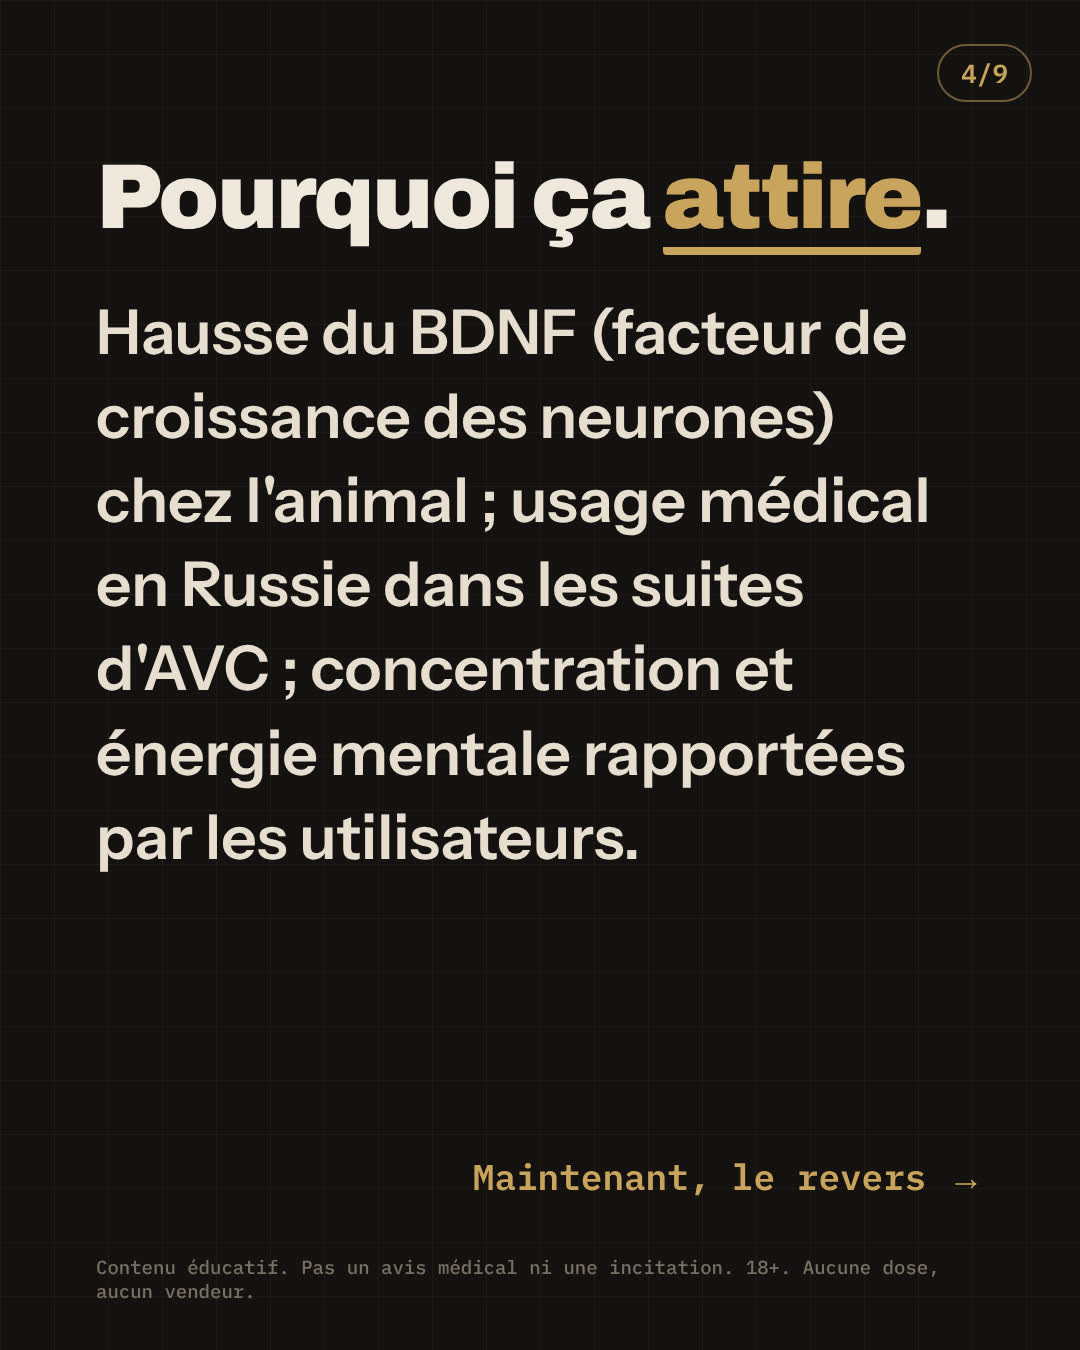 4/9
Pourquoi ça attire.
Hausse du BDNF (facteur de
croissance des neurones)
chez l'animal ; usage médical
en Russie dans les suites
d'AVC ; concentration et
énergie mentale rapportées
par les utilisateurs.
Maintenant, le revers →
Contenu éducatif. Pas un avis médical ni une incitation. 18+. Aucune dose,
aucun vendeur.